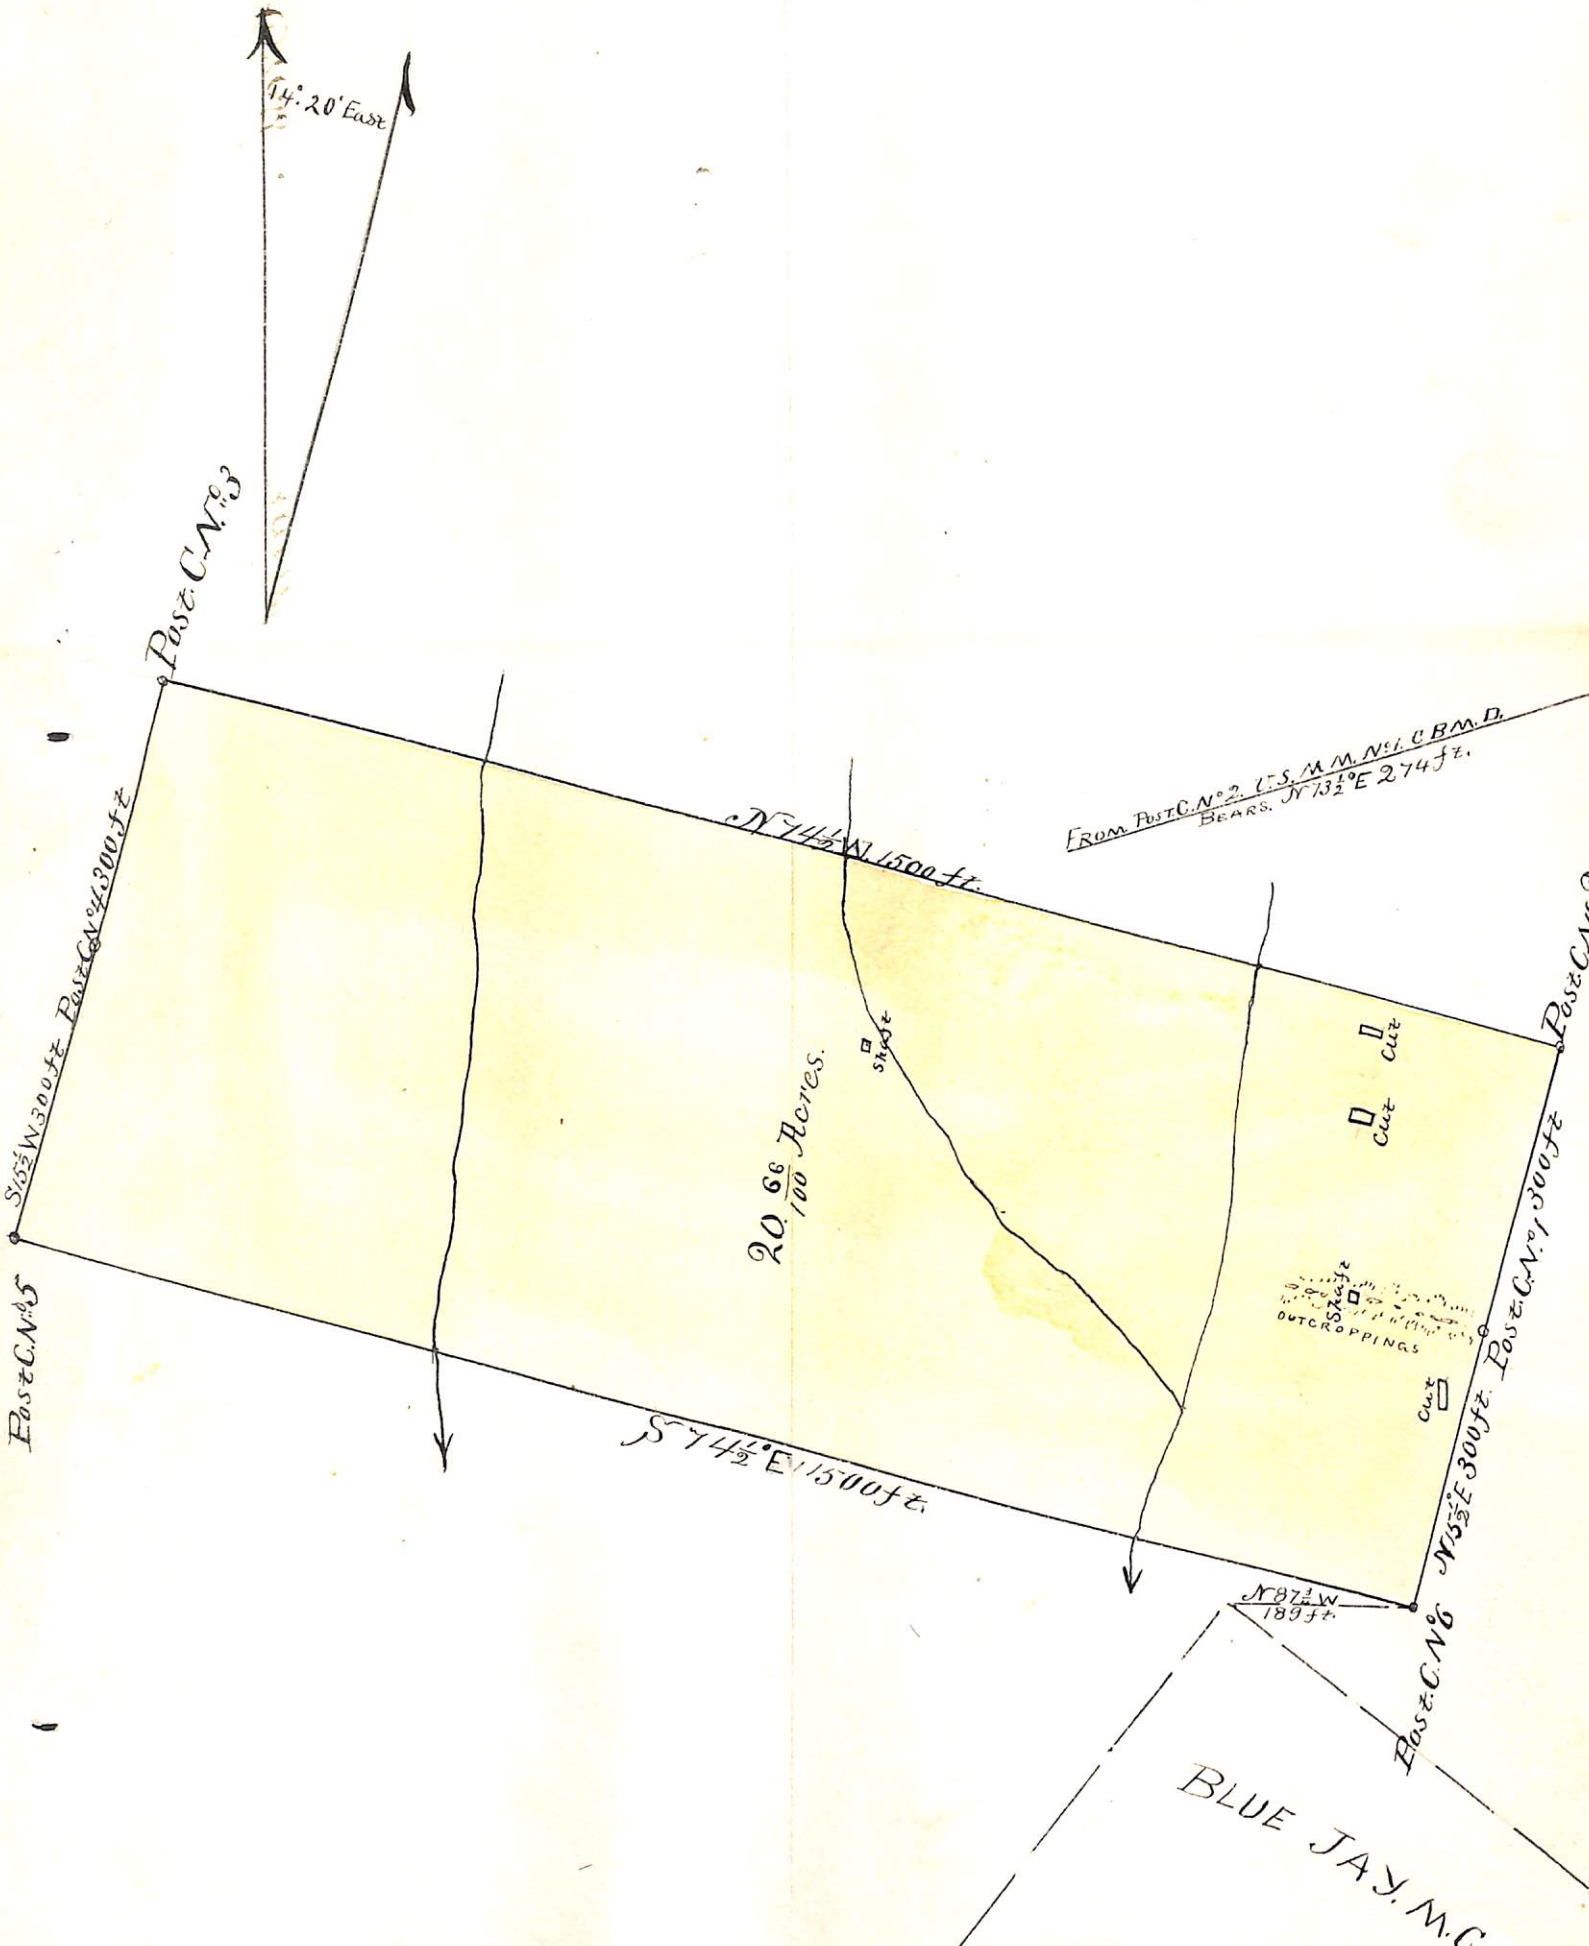 14° 20' East
Post. C. No. 3
Post C. No 4 300 ft
S 15½ W 300 ft
Post C. No. 5
N 74½ W. 1500 ft.
FROM POST C. No 2. U.S. M. M. No 1. C B M. D.
BEARS. N 73½° E 274 ft.
Post C. No 2
Cut
Cut
Shaft
20. 66/100 Acres.
Shaft
OUTCROPPINGS
Cut
Post. C. No 1 300 ft
N 15½° E 300 ft.
S 74½° E 1500 ft.
N 87½ W
189 ft.
Post. C. No 6
BLUE JAY. M. C